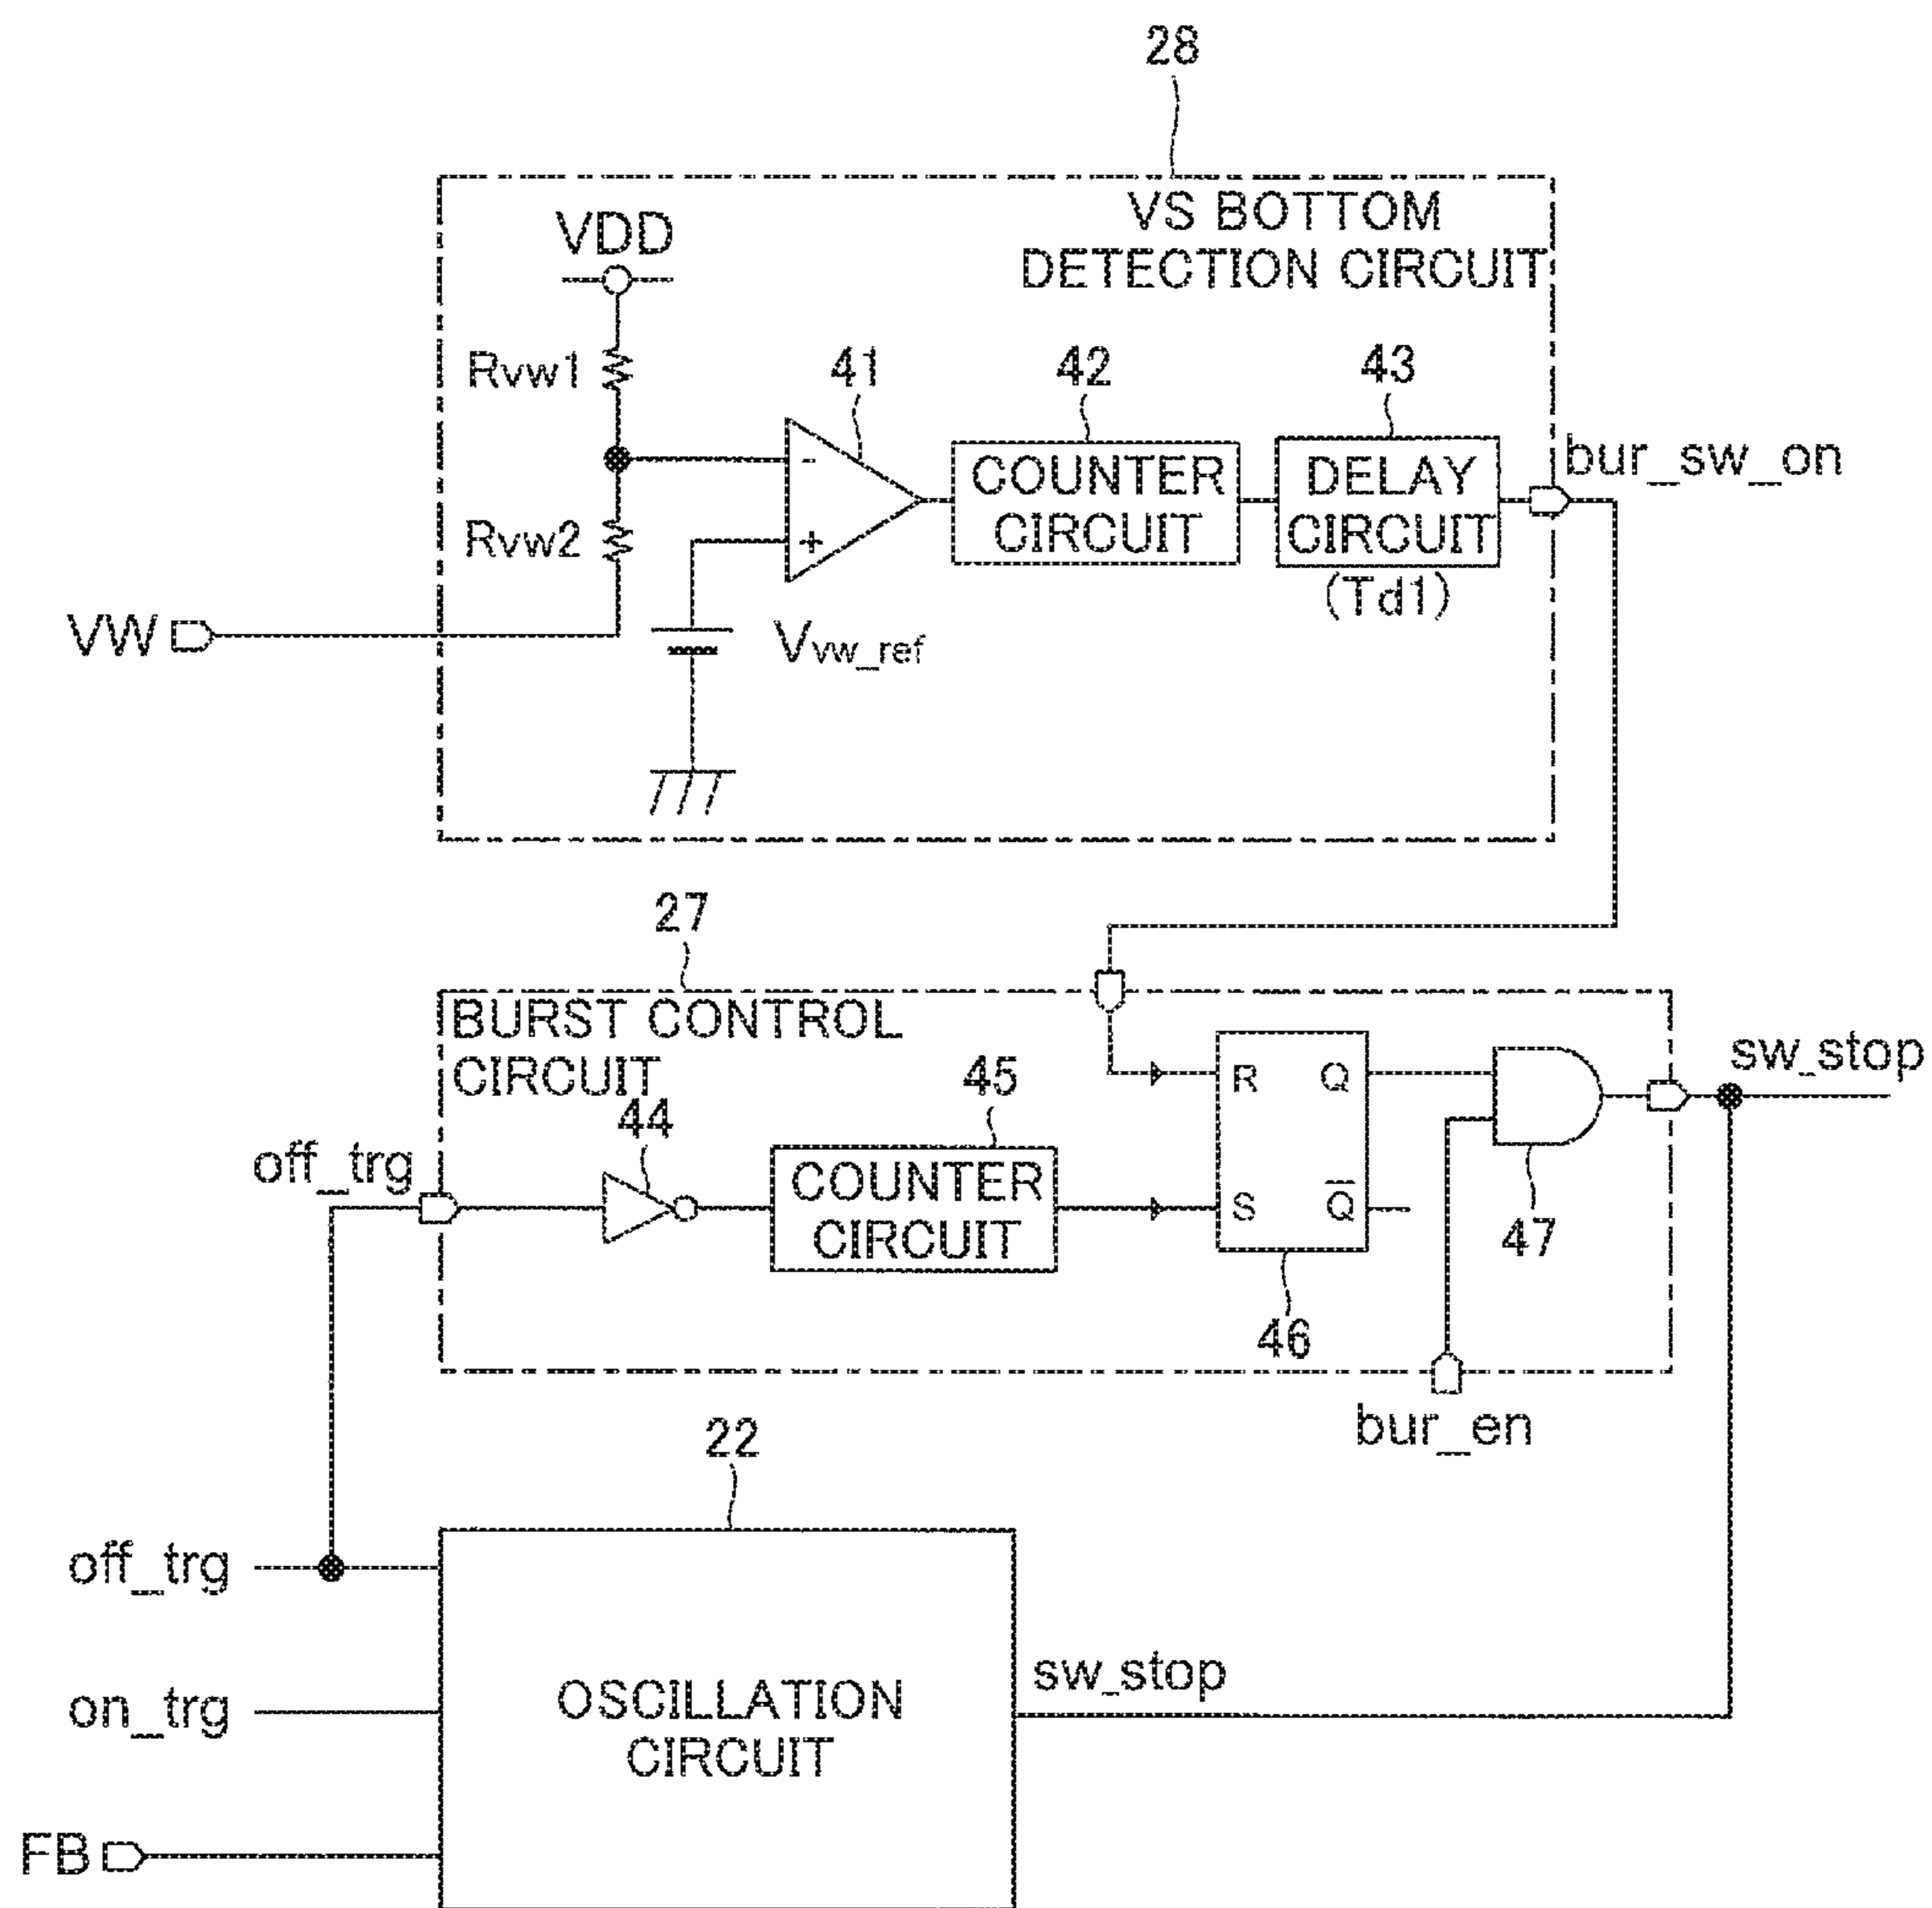 28
VS BOTTOM
DETECTION CIRCUIT
VDD
Rvw1
41
42
43
-
+
COUNTER
CIRCUIT
DELAY
CIRCUIT
(Td1)
bur_sw_on
Rvw2
VW
Vvw_ref
27
BURST CONTROL
CIRCUIT
44
45
R
Q
sw_stop
off_trg
COUNTER
CIRCUIT
S
Q̅
47
46
bur_en
22
off_trg
sw_stop
on_trg
OSCILLATION
CIRCUIT
FB